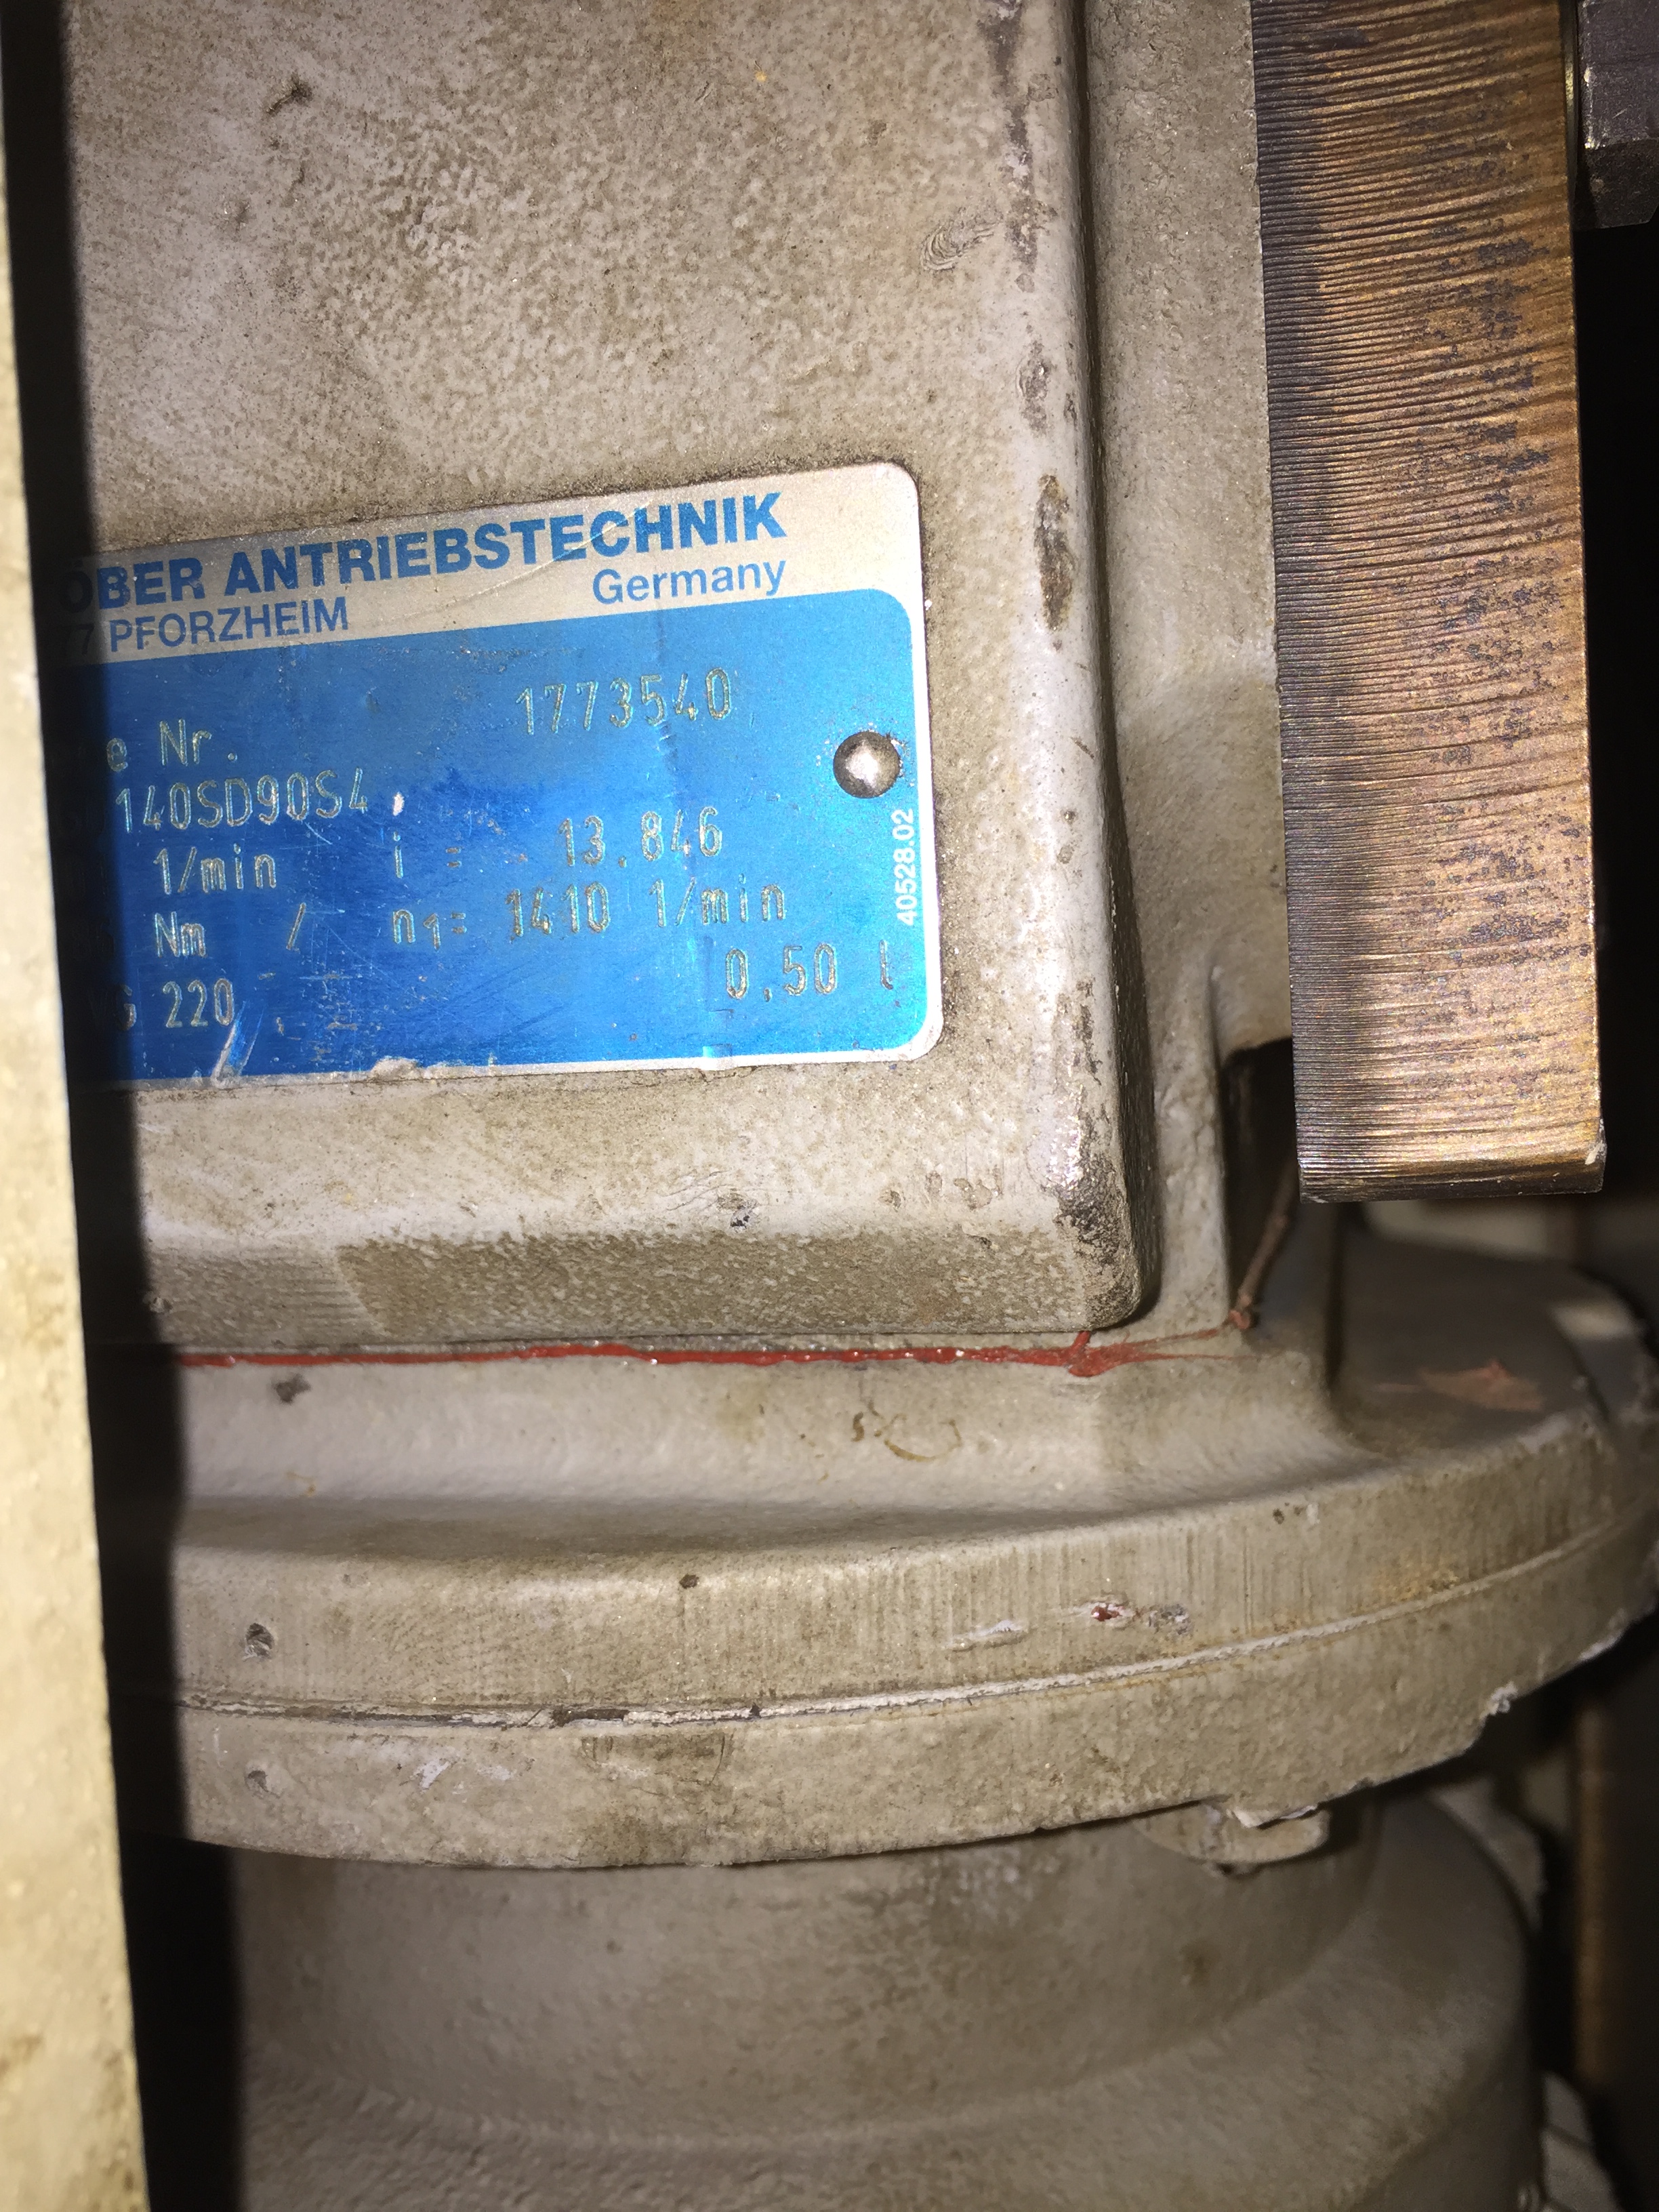 ÖBER ANTRIEBSTECHNIK
77 PFORZHEIM Germany
e Nr. 1773540
140SD90S4
1/min i = 13.846
Nm / n1= 1410 1/min
G 220 0,50 l
40528.02